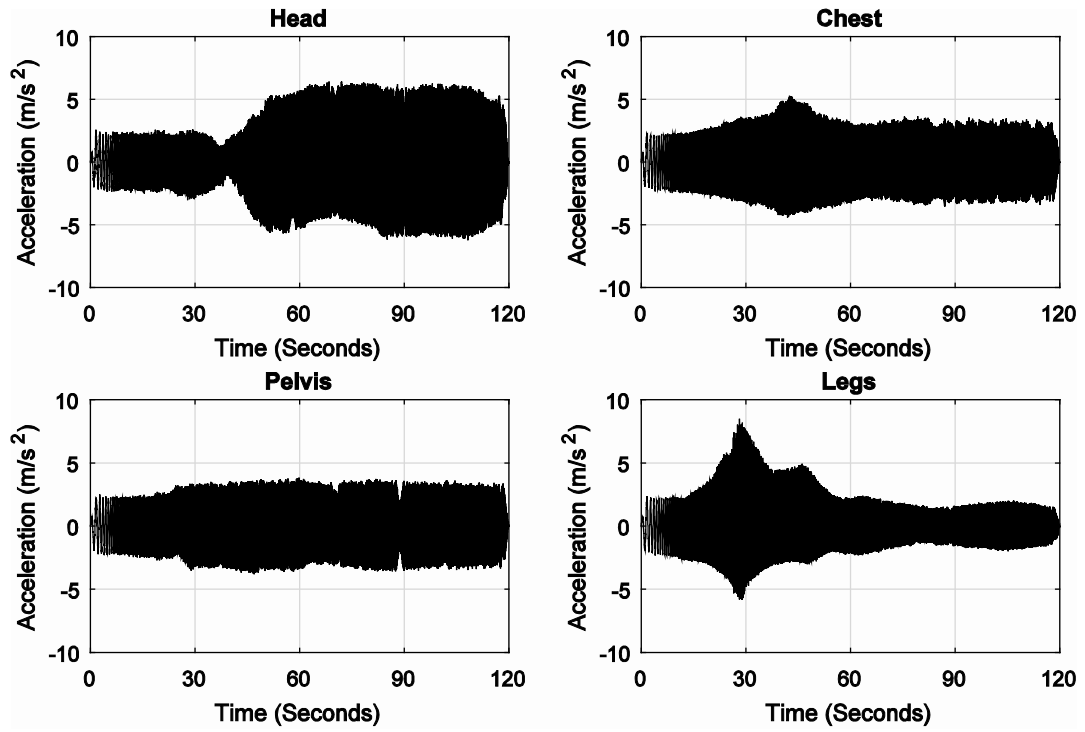 Head
10
5
0
-5
-10
Acceleration (m/s²)
0 30 60 90 120
Time (Seconds)
Chest
10
5
0
-5
-10
Acceleration (m/s²)
0 30 60 90 120
Time (Seconds)
Pelvis
10
5
0
-5
-10
Acceleration (m/s²)
0 30 60 90 120
Time (Seconds)
Legs
10
5
0
-5
-10
Acceleration (m/s²)
0 30 60 90 120
Time (Seconds)